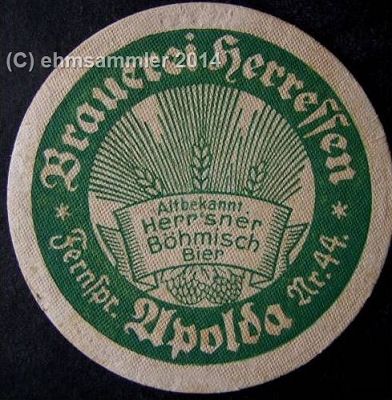 (C) ehmsammler 2014
Brauerei Herressen
Altbekannt
Herr'sner
Böhmisch
Bier
Fernspr. Apolda Nr. 44.